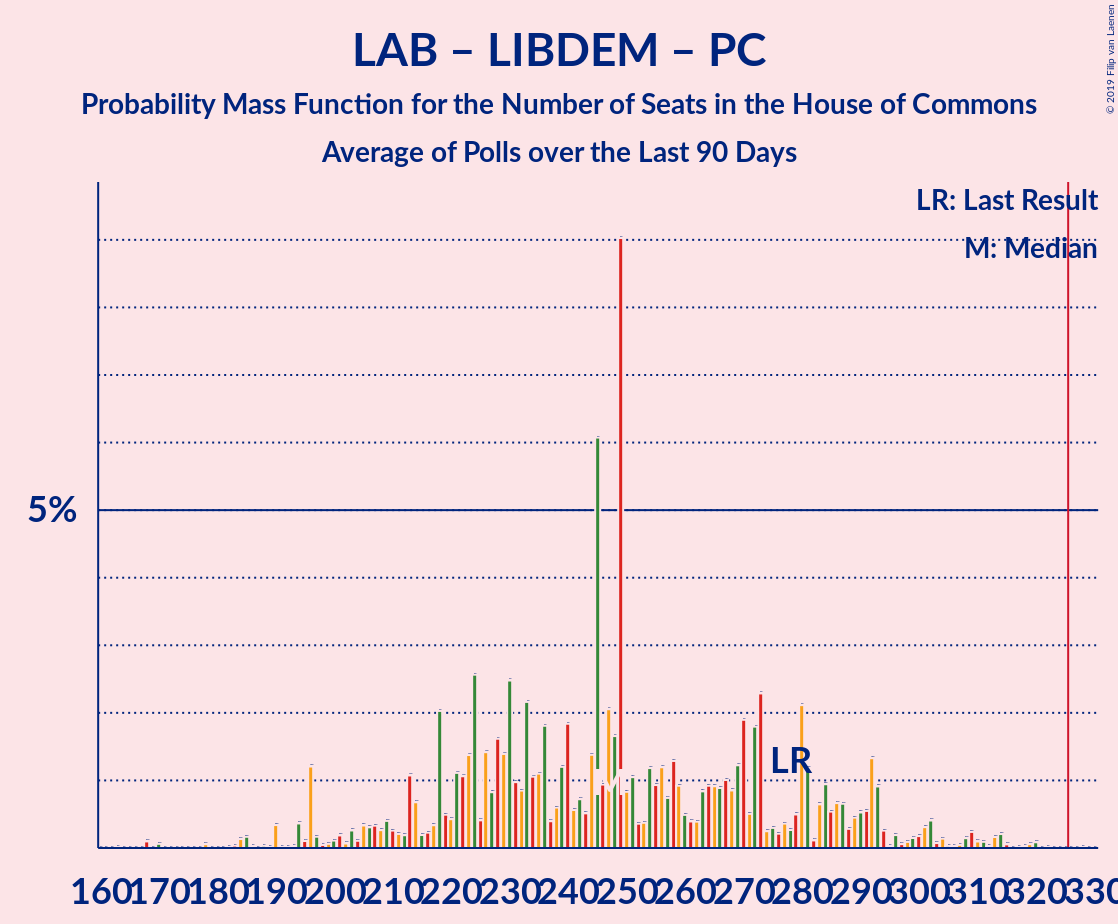 LAB – LIBDEM – PC
Probability Mass Function for the Number of Seats in the House of Commons
Average of Polls over the Last 90 Days
© 2019 Filip van Laenen
LR: Last Result
M: Median
5%
M
LR
160 170 180 190 200 210 220 230 240 250 260 270 280 290 300 310 320 330